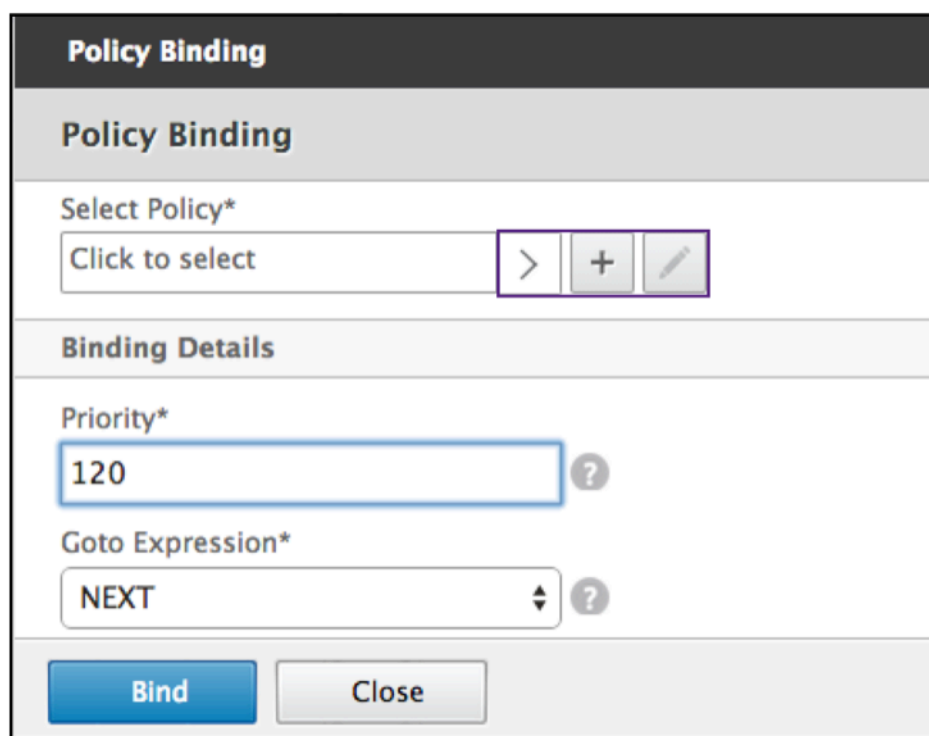 Policy Binding
Policy Binding
Select Policy*
Click to select
Binding Details
Priority*
120
Goto Expression*
NEXT
Bind Close